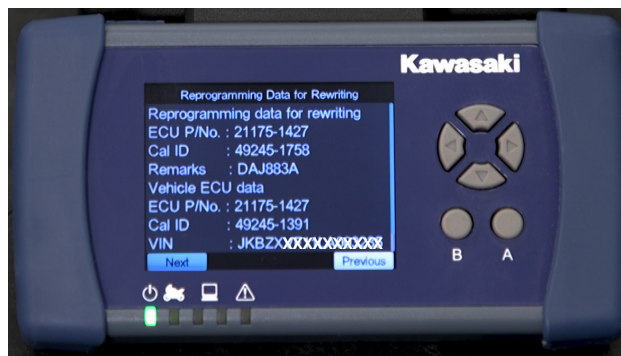 Kawasaki
Reprogramming Data for Rewriting
Reprogramming data for rewriting
ECU P/No. : 21175-1427
Cal ID : 49245-1758
Remarks : DAJ883A
Vehicle ECU data
ECU P/No. : 21175-1427
Cal ID : 49245-1391
VIN : JKBZXXXXXXXXXXXX
Next Previous
B A